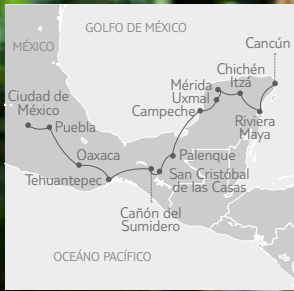 GOLFO DE MÉXICO
Cancún
MÉXICO
Chichén
Itzá
Mérida
Uxmal
Ciudad de
México
Campeche
Puebla
Riviera
Maya
Oaxaca
Palenque
Tehuantepec
San Cristóbal
de las Casas
Cañón del
Sumidero
OCEÁNO PACÍFICO